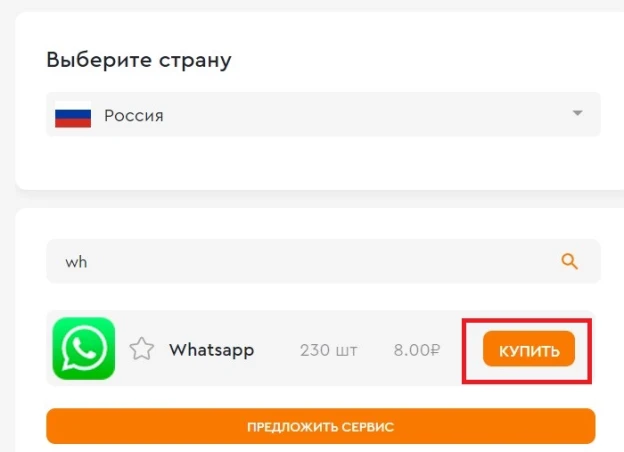 Выберите страну
Россия
wh
Whatsapp 230 шт 8.00₽ КУПИТЬ
ПРЕДЛОЖИТЬ СЕРВИС